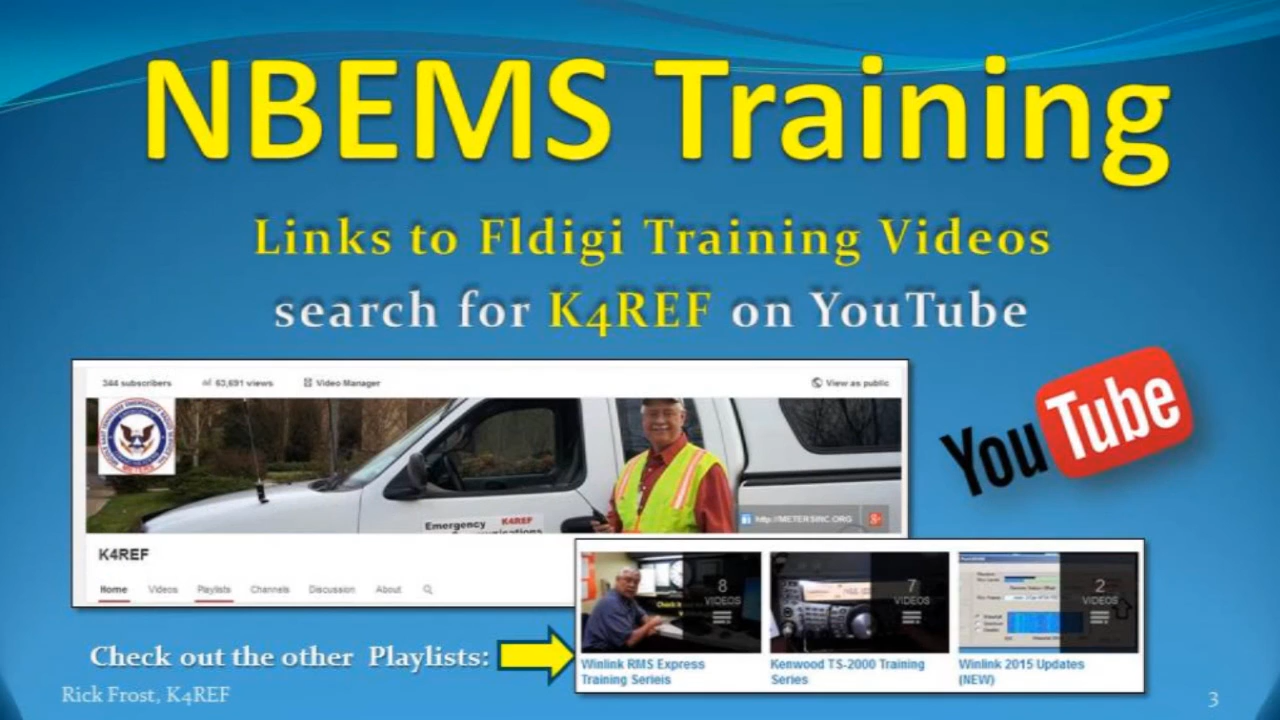 NBEMS Training
Links to Fldigi Training Videos
search for K4REF on YouTube
344 subscribers 63,691 views Video Manager View as public
Emergency K4REF
http://METERSINC.ORG
K4REF
Home Videos Playlists Channels Discussion About
YouTube
8 VIDEOS
7 VIDEOS
2 VIDEOS
Check out the other Playlists:
Winlink RMS Express
Training Serieis
Kenwood TS-2000 Training
Series
Winlink 2015 Updates
(NEW)
Rick Frost, K4REF
3